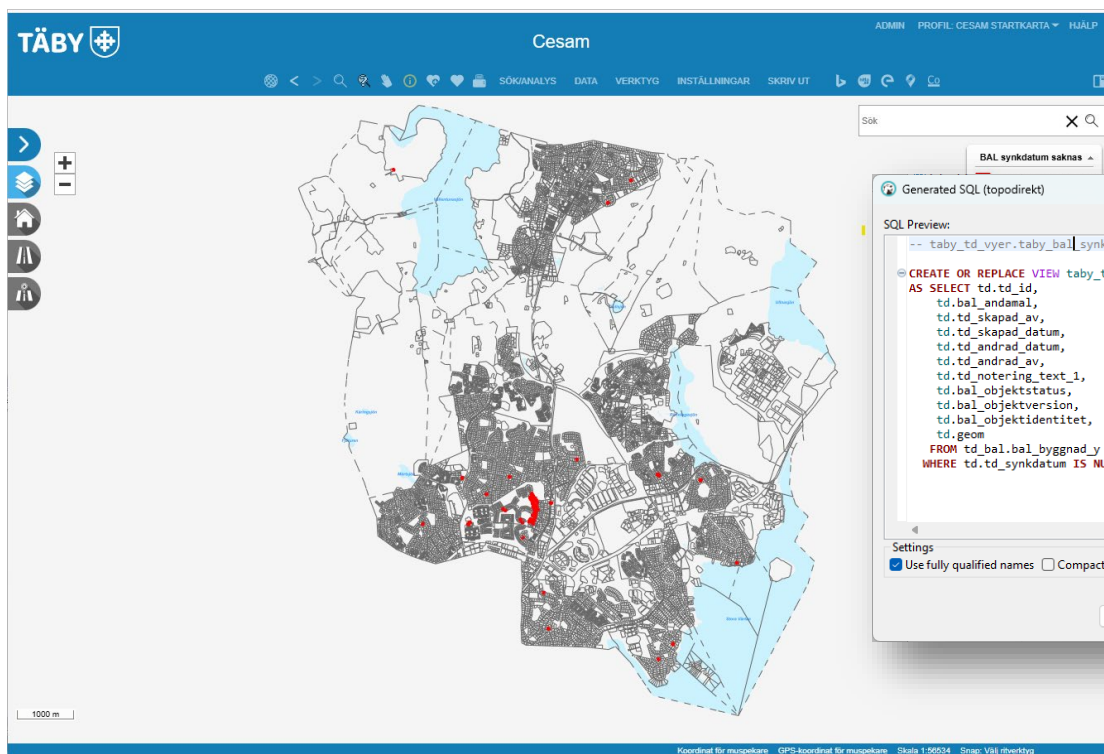 TÄBY
Cesam
ADMIN PROFIL: CESAM STARTKARTA HJÄLP
SÖK/ANALYS DATA VERKTYG INSTÄLLNINGAR SKRIV UT Co
Sök
BAL synkdatum saknas
Generated SQL (topodirekt)
SQL Preview:
-- taby_td_vyer.taby_bal_synk
CREATE OR REPLACE VIEW taby_t
AS SELECT td.td_id,
td.bal_andamal,
td.td_skapad_av,
td.td_skapad_datum,
td.td_andrad_datum,
td.td_andrad_av,
td.td_notering_text_1,
td.bal_objektstatus,
td.bal_objektversion,
td.bal_objektidentitet,
td.geom
FROM td_bal.bal_byggnad_y
WHERE td.td_synkdatum IS NU
Settings
Use fully qualified names Compact
1000 m
Koordinat för muspekare GPS-koordinat för muspekare Skala 1:56534 Snap: Välj ritverktyg